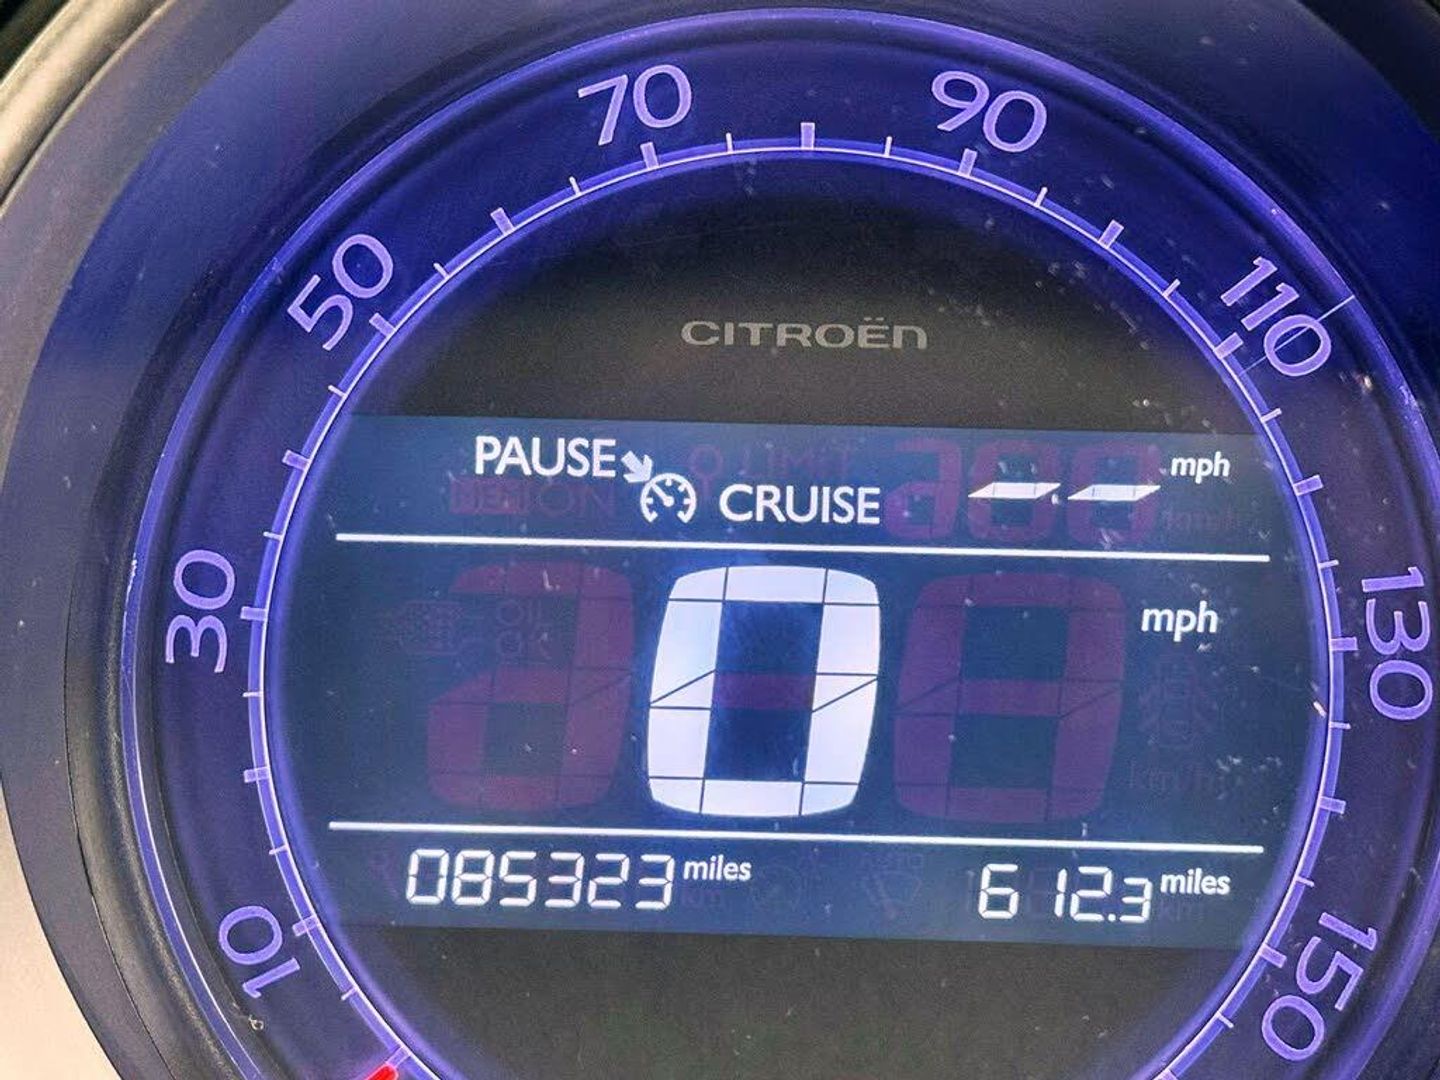 70
90
50
110
CITROËN
PAUSE
mph
CRUISE
--
30
0
mph
130
085323 miles
612.3 miles
10
150